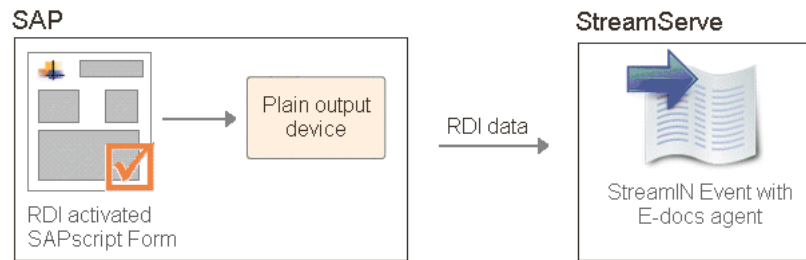 SAP
Plain output
device
RDI activated
SAPscript Form
RDI data
StreamServe
StreamIN Event with
E-docs agent